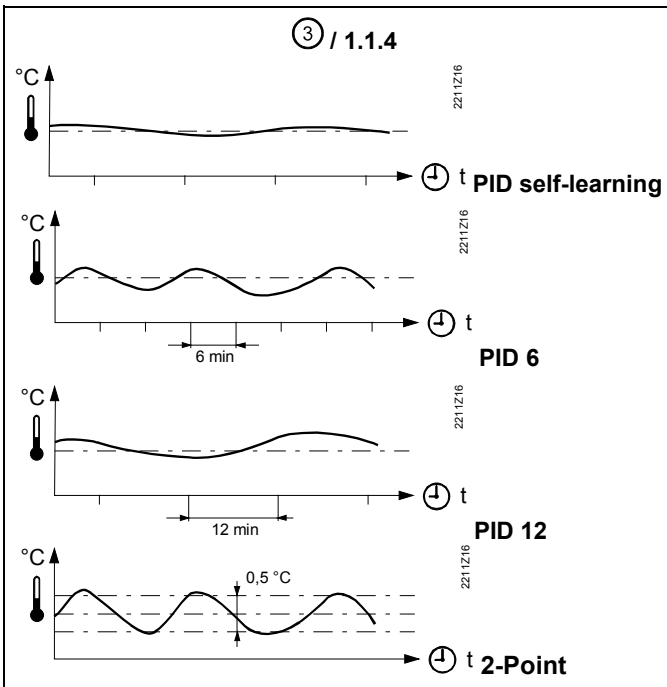 ③ / 1.1.4
°C
2211Z16
t PID self-learning
°C
2211Z16
t
6 min
PID 6
°C
2211Z16
t
12 min
PID 12
°C
2211Z16
0,5 °C
t 2-Point